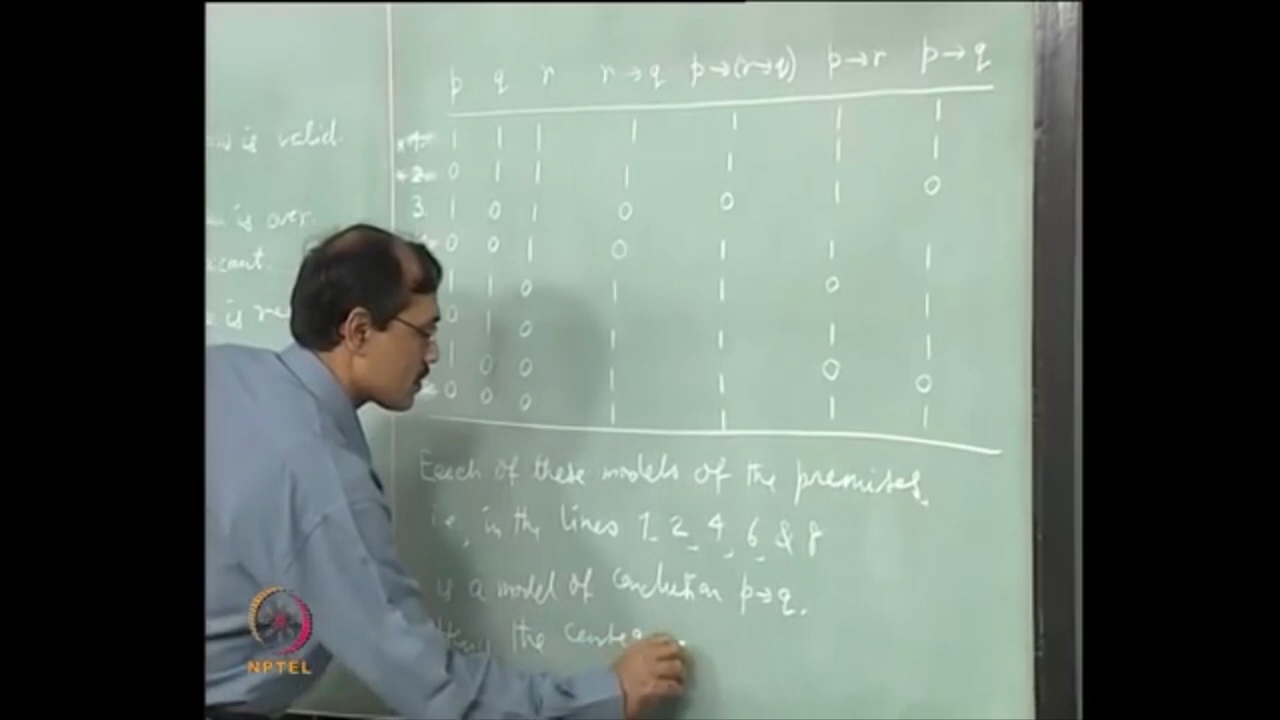 is valid.
is over.
p q r r→q p→(r→q) p→r p→q
1. 1 1 1 1 1 1 1
2. 0 1 1 1 1 1 1
3. 1 0 1 0 0 1 0
0 0 1 0 1 1 1
1 1 0 1 1 0 1
0 1 0 1 1 1 1
1 0 0 1 1 0 0
0 0 0 1 1 1 1
Each of these models of the premises,
i.e, in the lines 1, 2, 4, 6 & 8
is a model of conclusion p→q.
the
NPTEL